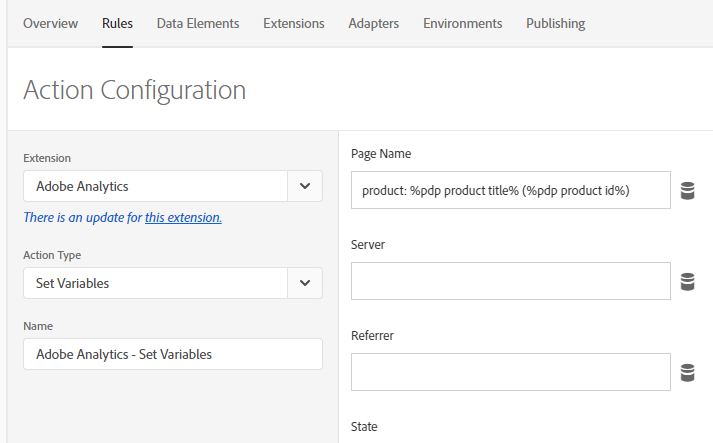 Overview Rules Data Elements Extensions Adapters Environments Publishing
Action Configuration
Extension
Adobe Analytics
There is an update for this extension.
Action Type
Set Variables
Name
Adobe Analytics - Set Variables
Page Name
product: %pdp product title% (%pdp product id%)
Server
Referrer
State